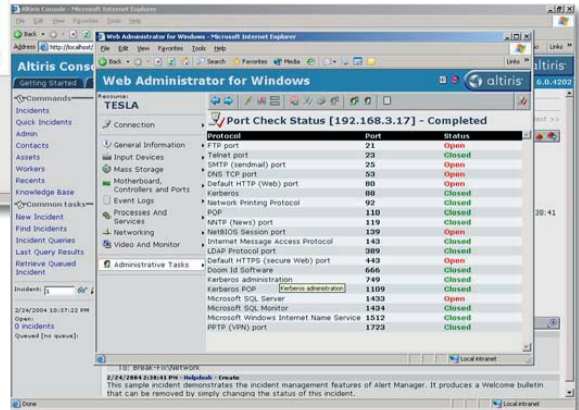 Altiris Console - Microsoft Internet Explorer
File Edit View Favorites Tools Help
Back
Address http://localhost/
Links
Altiris Conso
altiris
Getting Started
6.0.4202
Commands
Incidents
Quick Incidents
Admin
Contacts
Assets
Workers
Recents
Knowledge Base
Common tasks
New Incident
Find Incidents
Incident Queries
Last Query Results
Retrieve Queued Incident
Incident: 1
2/24/2004 10:37:22 PM
Open:
0 incidents
Queued [no queue]:
Web Administrator for Windows - Microsoft Internet Explorer
File Edit View Favorites Tools Help
Back Search Favorites Media
Web Administrator for Windows
altiris
Resource:
TESLA
Connection
General Information
Input Devices
Mass Storage
Motherboard, Controllers and Ports
Event Logs
Processes And Services
Networking
Video And Monitor
Administrative Tasks
Port Check Status [192.168.3.17] - Completed
Protocol Port Status
FTP port 21 Open
Telnet port 23 Closed
SMTP (sendmail) port 25 Open
DNS TCP port 53 Open
Default HTTP (Web) port 80 Open
Kerberos 88 Closed
Network Printing Protocol 92 Closed
POP 110 Closed
NNTP (News) port 119 Closed
NetBIOS Session port 139 Open
Internet Message Access Protocol 143 Closed
LDAP Protocol port 389 Closed
Default HTTPS (secure Web) port 443 Open
Doom Id Software 666 Closed
Kerberos administration 749 Closed
Kerberos POP 1109 Closed
Kerberos administration
Microsoft SQL Server 1433 Open
Microsoft SQL Monitor 1434 Closed
Microsoft Windows Internet Name Service 1512 Closed
PPTP (VPN) port 1723 Closed
Local intranet
38:41
To: Break-Fix\Network
2/24/2004 2:38:41 PM - Helpdesk - Create
This sample incident demonstrates the incident management features of Alert Manager. It produces a Welcome bulletin
that can be removed by simply changing the status of this incident.
Done
Local intranet